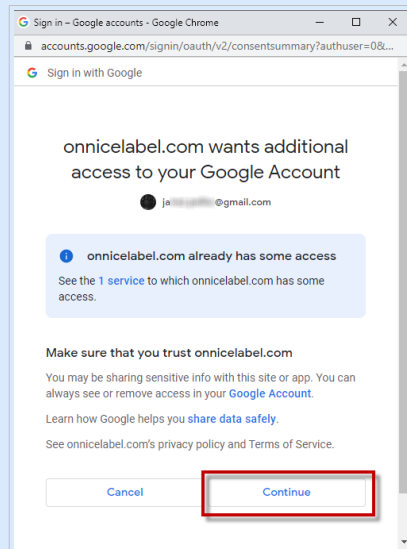 Sign in – Google accounts - Google Chrome
accounts.google.com/signin/oauth/v2/consentsummary?authuser=0&...
Sign in with Google
onnicelabel.com wants additional
access to your Google Account
ja @gmail.com
onnicelabel.com already has some access
See the 1 service to which onnicelabel.com has some
access.
Make sure that you trust onnicelabel.com
You may be sharing sensitive info with this site or app. You can
always see or remove access in your Google Account.
Learn how Google helps you share data safely.
See onnicelabel.com's privacy policy and Terms of Service.
Cancel Continue